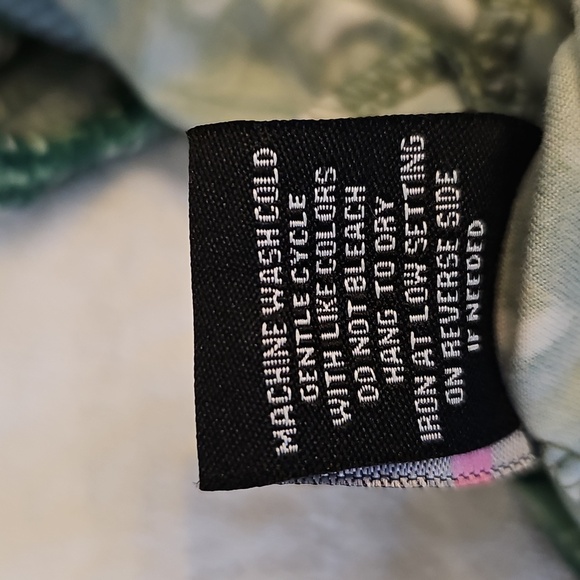 MACHINE WASH COLD
GENTLE CYCLE
WITH LIKE COLORS
DO NOT BLEACH
HANG TO DRY
IRON AT LOW SETTING
ON REVERSE SIDE
IF NEEDED